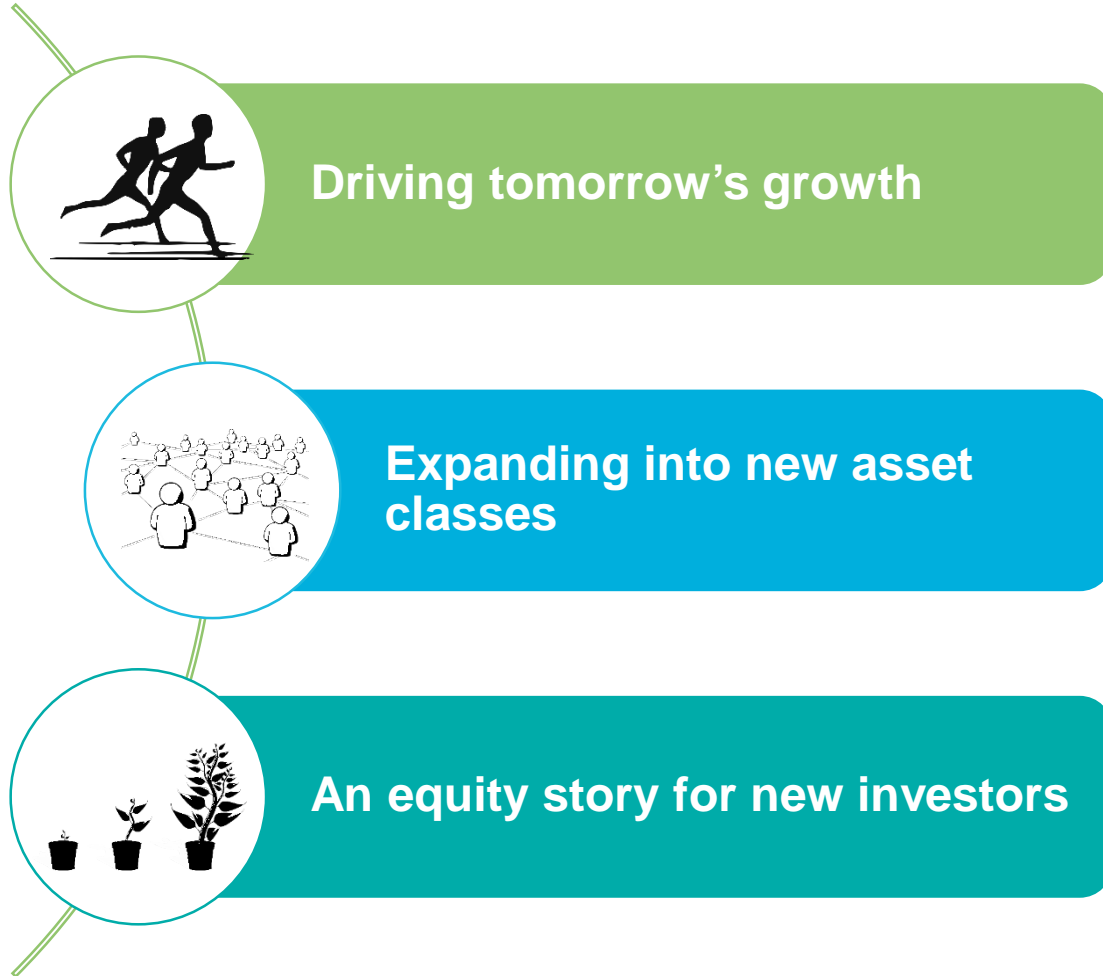 Driving tomorrow’s growth
Expanding into new asset
classes
An equity story for new investors